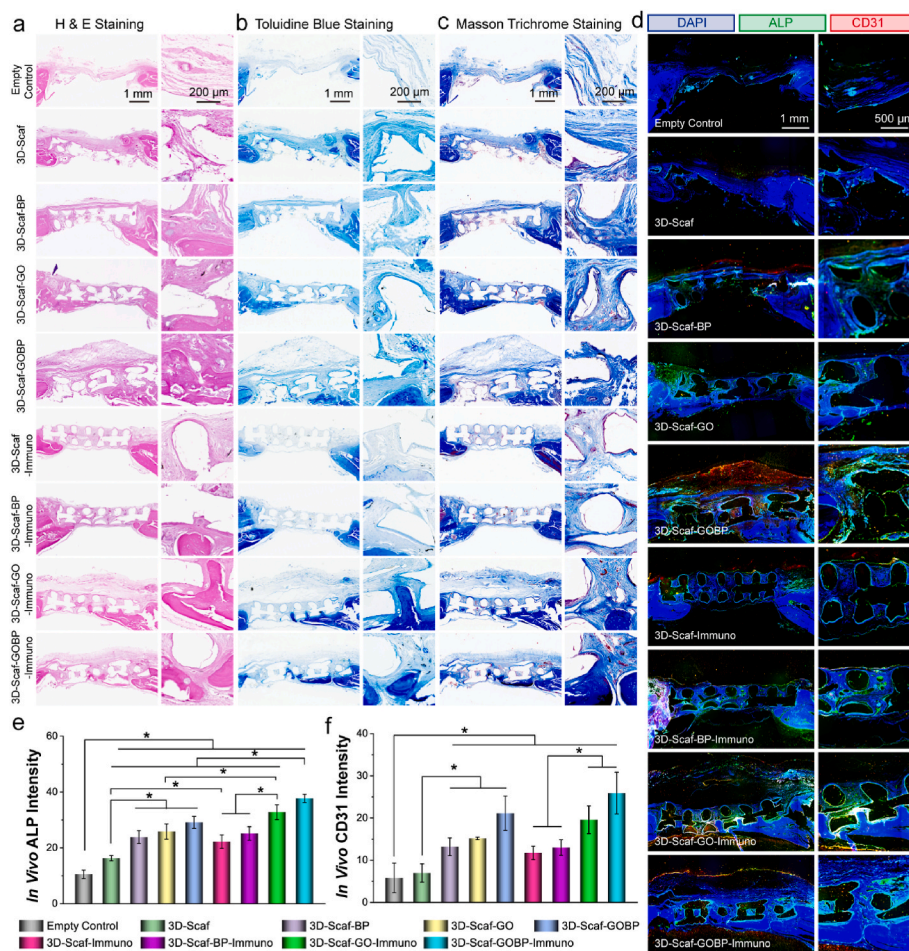 a H & E Staining b Toluidine Blue Staining c Masson Trichrome Staining d
DAPI ALP CD31
Empty
Control
1 mm 200 μm 1 mm 200 μm 1 mm 200 μm
Empty Control 1 mm 500 μm
3D-Scaf
3D-Scaf
3D-Scaf-BP
3D-Scaf-BP
3D-Scaf-GO
3D-Scaf-GO
3D-Scaf-GOBP
3D-Scaf-GOBP
3D-Scaf
-Immuno
3D-Scaf-Immuno
3D-Scaf-BP
-Immuno
3D-Scaf-BP-Immuno
3D-Scaf-GO
-Immuno
3D-Scaf-GO-Immuno
3D-Scaf-GOBP
-Immuno
3D-Scaf-GOBP-Immuno
e
In Vivo ALP Intensity
60
40
20
0
* * * * * *
f
In Vivo CD31 Intensity
40
30
20
10
0
* * *
Empty Control 3D-Scaf 3D-Scaf-BP 3D-Scaf-GO 3D-Scaf-GOBP
3D-Scaf-Immuno 3D-Scaf-BP-Immuno 3D-Scaf-GO-Immuno 3D-Scaf-GOBP-Immuno